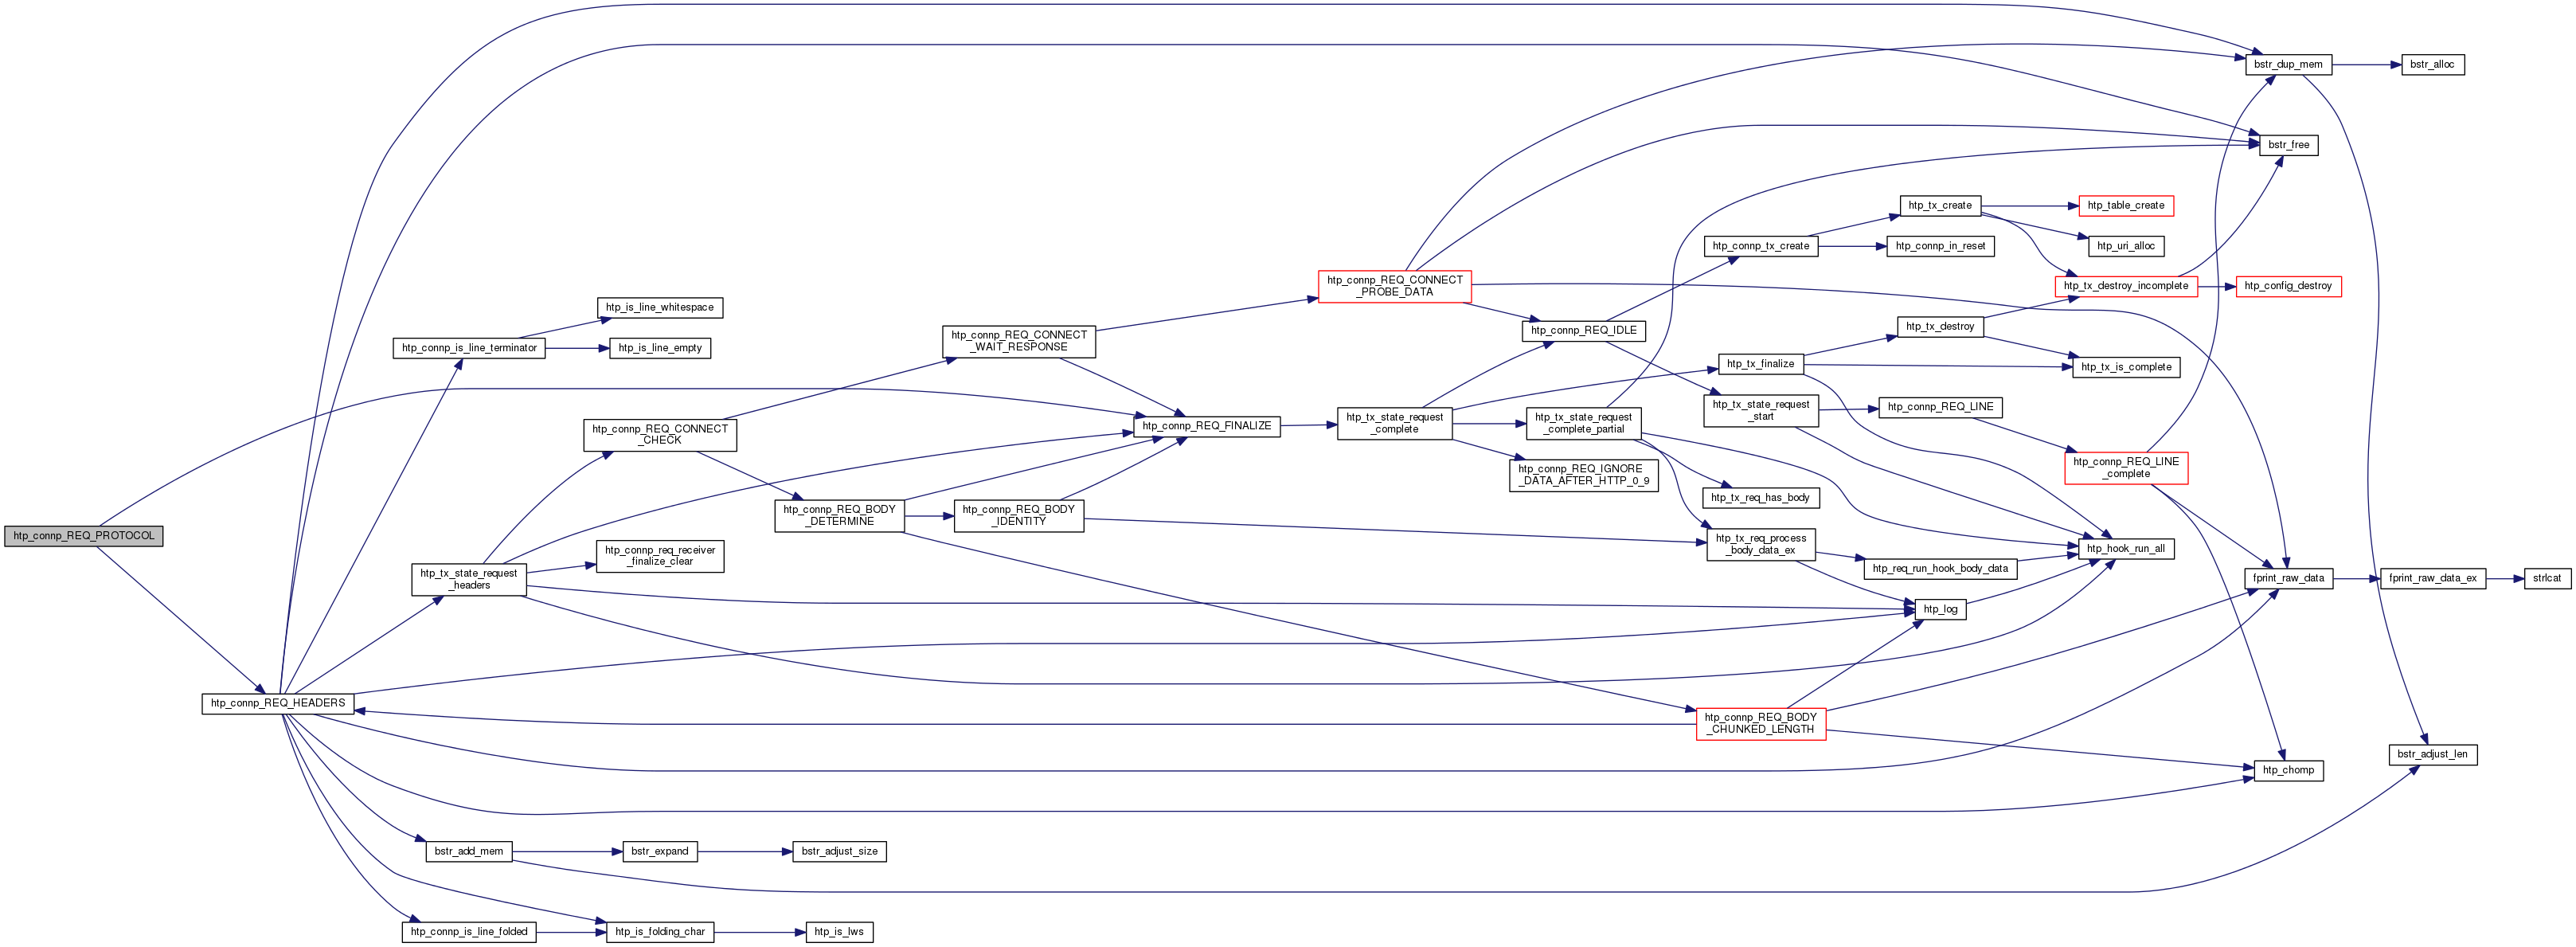 htp_connp_REQ_PROTOCOL
htp_connp_REQ_HEADERS
htp_connp_is_line_terminator
htp_tx_state_request
_headers
bstr_add_mem
htp_connp_is_line_folded
htp_is_line_whitespace
htp_is_line_empty
htp_connp_REQ_CONNECT
_CHECK
htp_connp_req_receiver
_finalize_clear
bstr_expand
htp_is_folding_char
htp_connp_REQ_BODY
_DETERMINE
bstr_adjust_size
htp_is_lws
htp_connp_REQ_CONNECT
_WAIT_RESPONSE
htp_connp_REQ_BODY
_IDENTITY
htp_connp_REQ_FINALIZE
htp_connp_REQ_CONNECT
_PROBE_DATA
htp_tx_state_request
_complete
htp_connp_REQ_IDLE
htp_tx_state_request
_complete_partial
htp_connp_REQ_IGNORE
_DATA_AFTER_HTTP_0_9
htp_connp_tx_create
htp_tx_finalize
htp_tx_state_request
_start
htp_tx_req_has_body
htp_tx_req_process
_body_data_ex
htp_connp_REQ_BODY
_CHUNKED_LENGTH
htp_tx_create
htp_connp_in_reset
htp_tx_destroy
htp_connp_REQ_LINE
htp_req_run_hook_body_data
htp_log
htp_table_create
htp_uri_alloc
htp_tx_destroy_incomplete
htp_tx_is_complete
htp_connp_REQ_LINE
_complete
htp_hook_run_all
bstr_dup_mem
bstr_free
htp_config_destroy
fprint_raw_data
htp_chomp
bstr_alloc
fprint_raw_data_ex
bstr_adjust_len
strlcat